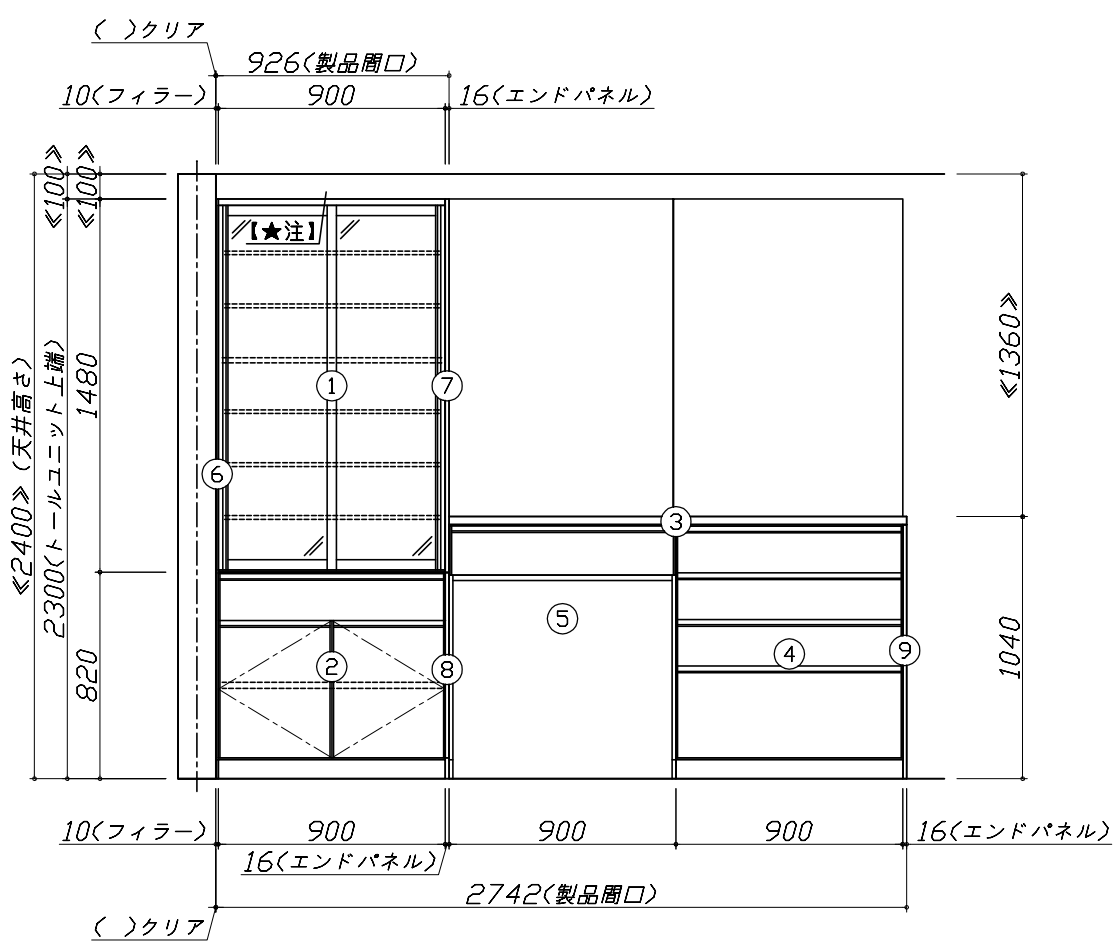 ( )クリア
926(製品間口)
10(フィラー)
900
16(エンドパネル)
≪100≫
≪100≫
【★注】
≪2400≫(天井高さ)
2300(トールユニット上端)
1480
820
≪1360≫
1040
①
⑦
⑥
③
⑤
②
⑧
④
⑨
10(フィラー)
900
900
900
16(エンドパネル)
16(エンドパネル)
2742(製品間口)
( )クリア